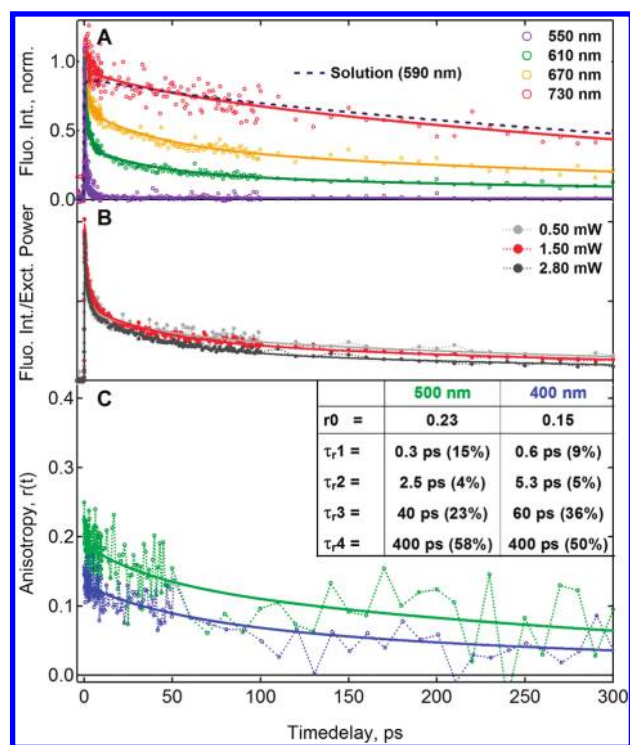 A
Fluo. Int., norm.
1.0
0.5
0.0
Solution (590 nm)
550 nm
610 nm
670 nm
730 nm
B
Fluo. Int./Exct. Power
0.50 mW
1.50 mW
2.80 mW
C
Anisotropy, r(t)
0.4
0.3
0.2
0.1
0.0
500 nm 400 nm
r0 = 0.23 0.15
τr1 = 0.3 ps (15%) 0.6 ps (9%)
τr2 = 2.5 ps (4%) 5.3 ps (5%)
τr3 = 40 ps (23%) 60 ps (36%)
τr4 = 400 ps (58%) 400 ps (50%)
0 50 100 150 200 250 300
Timedelay, ps